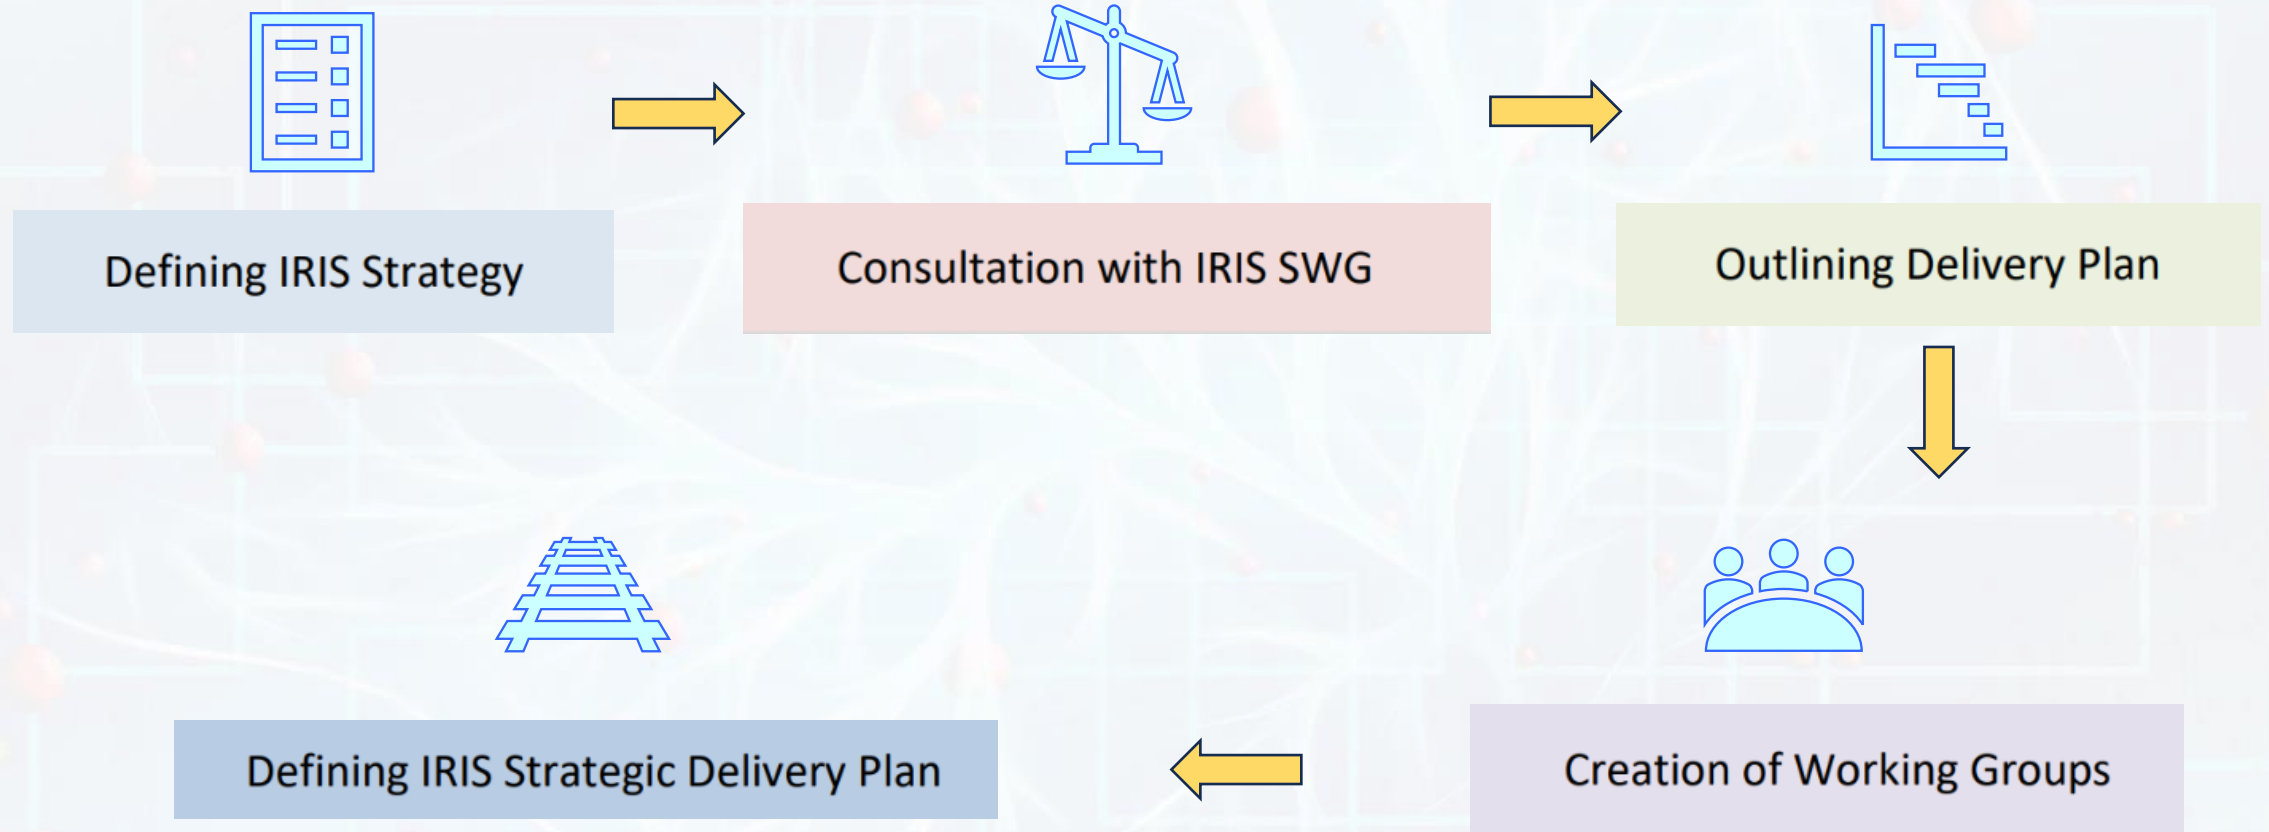 Defining IRIS Strategy
Consultation with IRIS SWG
Outlining Delivery Plan
Creation of Working Groups
Defining IRIS Strategic Delivery Plan